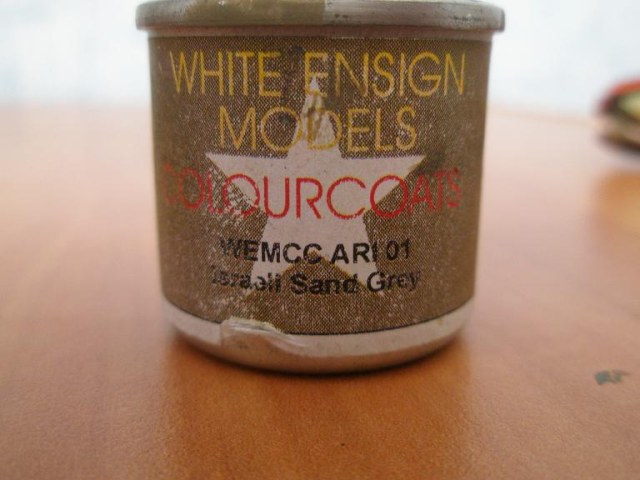 WHITE ENSIGN
MODELS
COLOURCOATS
WEMCC ARI 01
Israeli Sand Grey